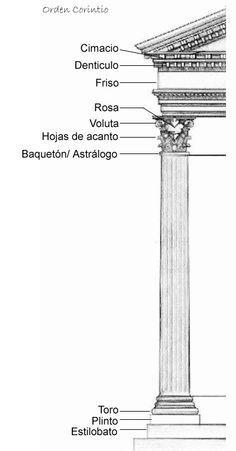 Orden Corintio
Cimacio
Denticulo
Friso
Rosa
Voluta
Hojas de acanto
Baquetón/ Astrálogo
Toro
Plinto
Estilobato